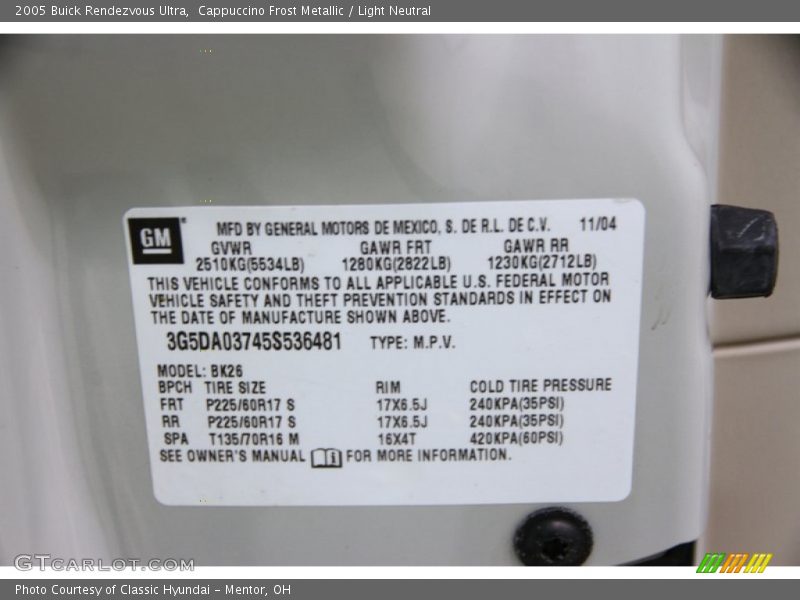 2005 Buick Rendezvous Ultra,  Cappuccino Frost Metallic / Light Neutral
GM
MFD BY GENERAL MOTORS DE MEXICO, S. DE R.L. DE C.V. 11/04
GVWR GAWR FRT GAWR RR
2510KG(5534LB) 1280KG(2822LB) 1230KG(2712LB)
THIS VEHICLE CONFORMS TO ALL APPLICABLE U.S. FEDERAL MOTOR
VEHICLE SAFETY AND THEFT PREVENTION STANDARDS IN EFFECT ON
THE DATE OF MANUFACTURE SHOWN ABOVE.
3G5DA03745S536481 TYPE: M.P.V.
MODEL: BK26
BPCH TIRE SIZE RIM COLD TIRE PRESSURE
FRT P225/60R17 S 17X6.5J 240KPA(35PSI)
RR P225/60R17 S 17X6.5J 240KPA(35PSI)
SPA T135/70R16 M 16X4T 420KPA(60PSI)
SEE OWNER'S MANUAL FOR MORE INFORMATION.
GTCARLOT.COM
Photo Courtesy of Classic Hyundai - Mentor, OH